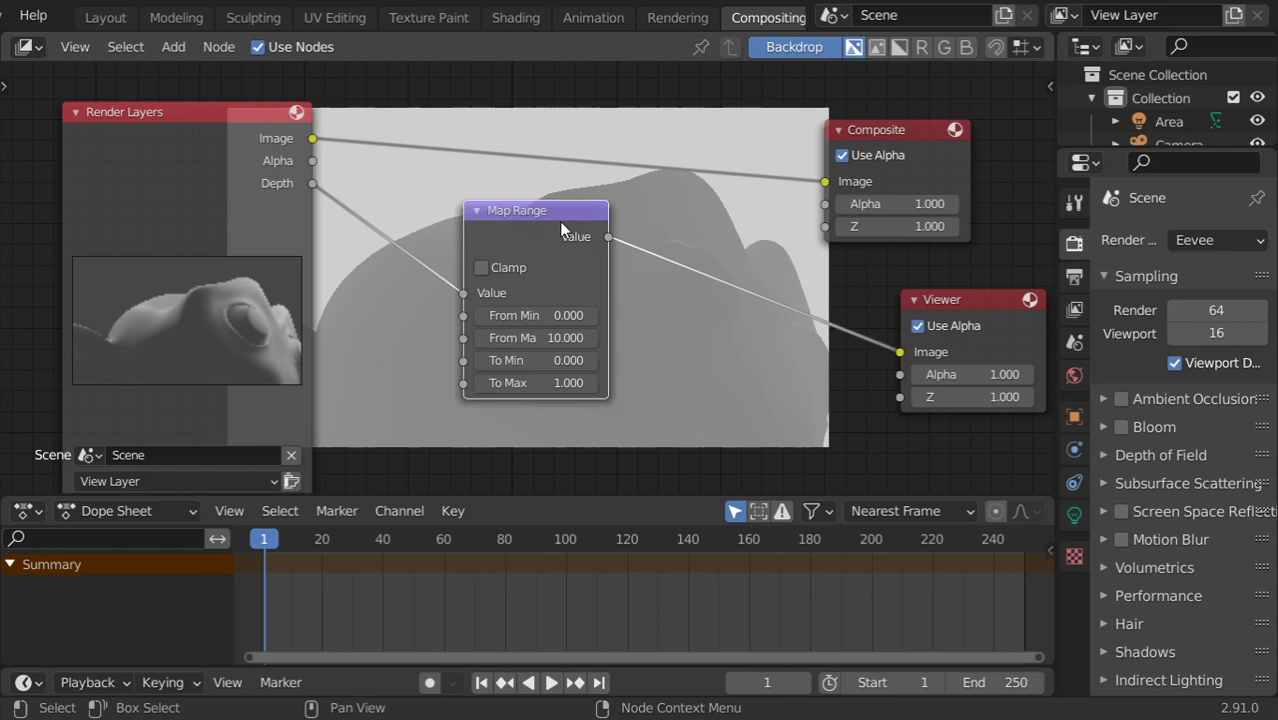 Help Layout Modeling Sculpting UV Editing Texture Paint Shading Animation Rendering Compositing Scene View Layer
View Select Add Node Use Nodes Backdrop R G B
Scene Collection
Collection
Area
Camera
Render Layers
Image
Alpha
Depth
Scene Scene
View Layer
Map Range
Value
Clamp
Value
From Min 0.000
From Ma 10.000
To Min 0.000
To Max 1.000
Composite
Use Alpha
Image
Alpha 1.000
Z 1.000
Viewer
Use Alpha
Image
Alpha 1.000
Z 1.000
Scene
Render ... Eevee
Sampling
Render 64
Viewport 16
Viewport D...
Ambient Occlusion
Bloom
Depth of Field
Subsurface Scattering
Screen Space Reflecti
Motion Blur
Volumetrics
Performance
Hair
Shadows
Indirect Lighting
Dope Sheet View Select Marker Channel Key Nearest Frame
1 20 40 60 80 100 120 140 160 180 200 220 240
Summary
Playback Keying View Marker 1 Start 1 End 250
Select Box Select Pan View Node Context Menu 2.91.0